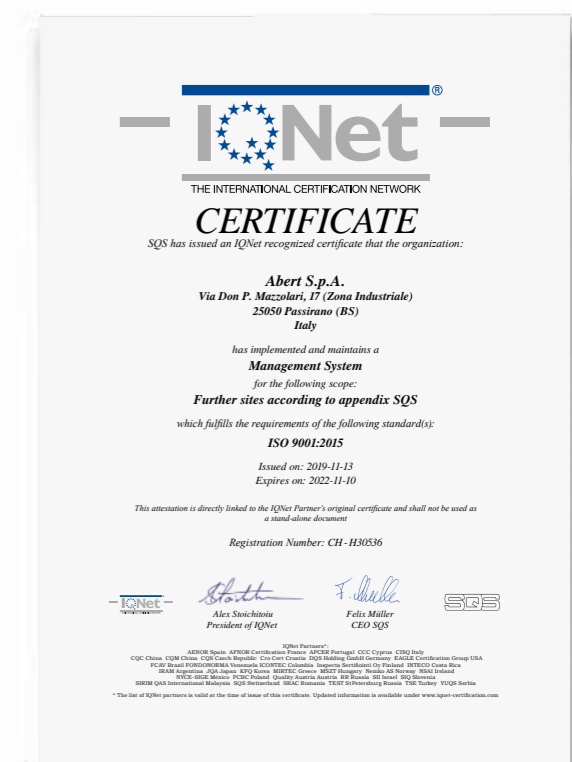 IQNet ®
THE INTERNATIONAL CERTIFICATION NETWORK
CERTIFICATE
SQS has issued an IQNet recognized certificate that the organization:
Abert S.p.A.
Via Don P. Mazzolari, 17 (Zona Industriale)
25050 Passirano (BS)
Italy
has implemented and maintains a
Management System
for the following scope:
Further sites according to appendix SQS
which fulfills the requirements of the following standard(s):
ISO 9001:2015
Issued on: 2019-11-13
Expires on: 2022-11-10
This attestation is directly linked to the IQNet Partner's original certificate and shall not be used as
a stand-alone document
Registration Number: CH-H30536
IQNet
SQS
Alex Stoichitoiu
President of IQNet
Felix Müller
CEO SQS
IQNet Partners*:
AENOR Spain AFNOR Certification France APCER Portugal CCC Cyprus CISQ Italy
CQC China CQM China CQS Czech Republic Cro Cert Croatia DQS Holding GmbH Germany EAGLE Certification Group USA
FCAV Brazil FONDONORMA Venezuela ICONTEC Colombia Inspecta Sertifiointi Oy Finland INTECO Costa Rica
IRAM Argentina JQA Japan KFQ Korea MIRTEC Greece MSZT Hungary Nemko AS Norway NSAI Ireland
NYCE-SIGE México PCBC Poland Quality Austria Austria RR Russia SII Israel SIQ Slovenia
SIRIM QAS International Malaysia SQS Switzerland SRAC Romania TEST St Petersburg Russia TSE Turkey YUQS Serbia
* The list of IQNet partners is valid at the time of issue of this certificate. Updated information is available under www.iqnet-certification.com